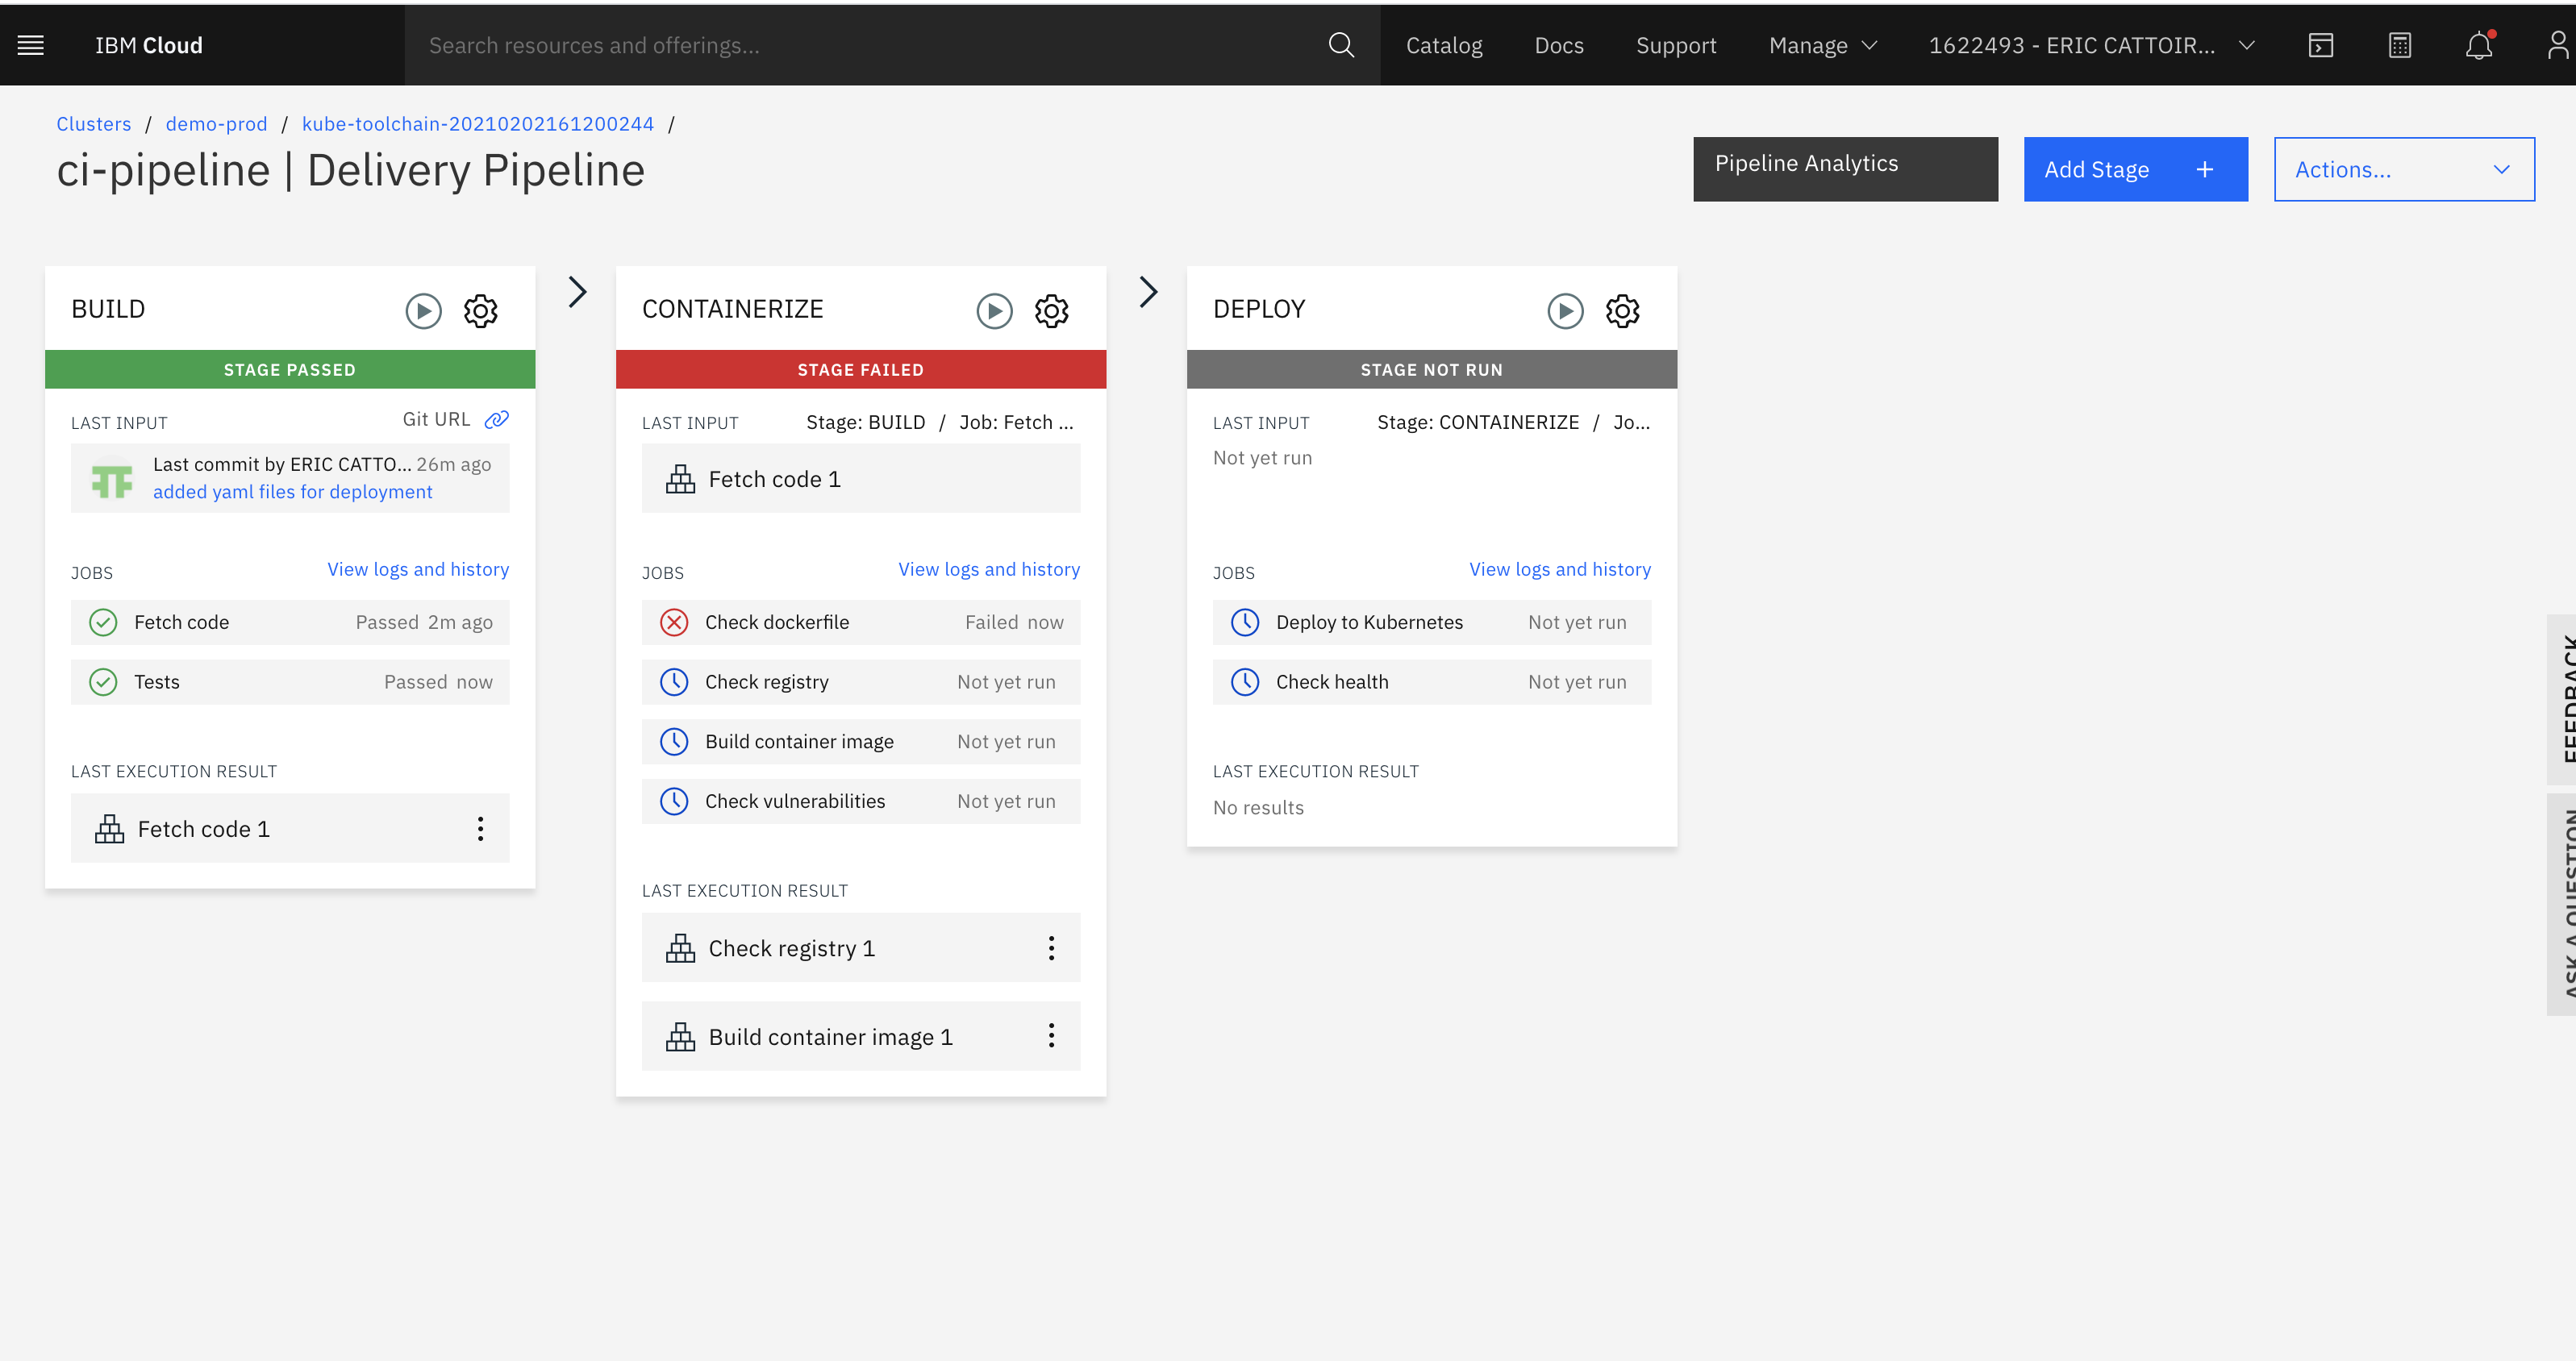 IBM Cloud
Search resources and offerings...
Catalog
Docs
Support
Manage
1622493 - ERIC CATTOIR...
Clusters / demo-prod / kube-toolchain-20210202161200244 /
ci-pipeline | Delivery Pipeline
Pipeline Analytics
Add Stage +
Actions...
BUILD
STAGE PASSED
LAST INPUT
Git URL
Last commit by ERIC CATTO... 26m ago
added yaml files for deployment
JOBS
View logs and history
Fetch code Passed 2m ago
Tests Passed now
LAST EXECUTION RESULT
Fetch code 1
CONTAINERIZE
STAGE FAILED
LAST INPUT
Stage: BUILD / Job: Fetch ...
Fetch code 1
JOBS
View logs and history
Check dockerfile Failed now
Check registry Not yet run
Build container image Not yet run
Check vulnerabilities Not yet run
LAST EXECUTION RESULT
Check registry 1
Build container image 1
DEPLOY
STAGE NOT RUN
LAST INPUT
Stage: CONTAINERIZE / Jo...
Not yet run
JOBS
View logs and history
Deploy to Kubernetes Not yet run
Check health Not yet run
LAST EXECUTION RESULT
No results
FEEDBACK
ASK A QUESTION